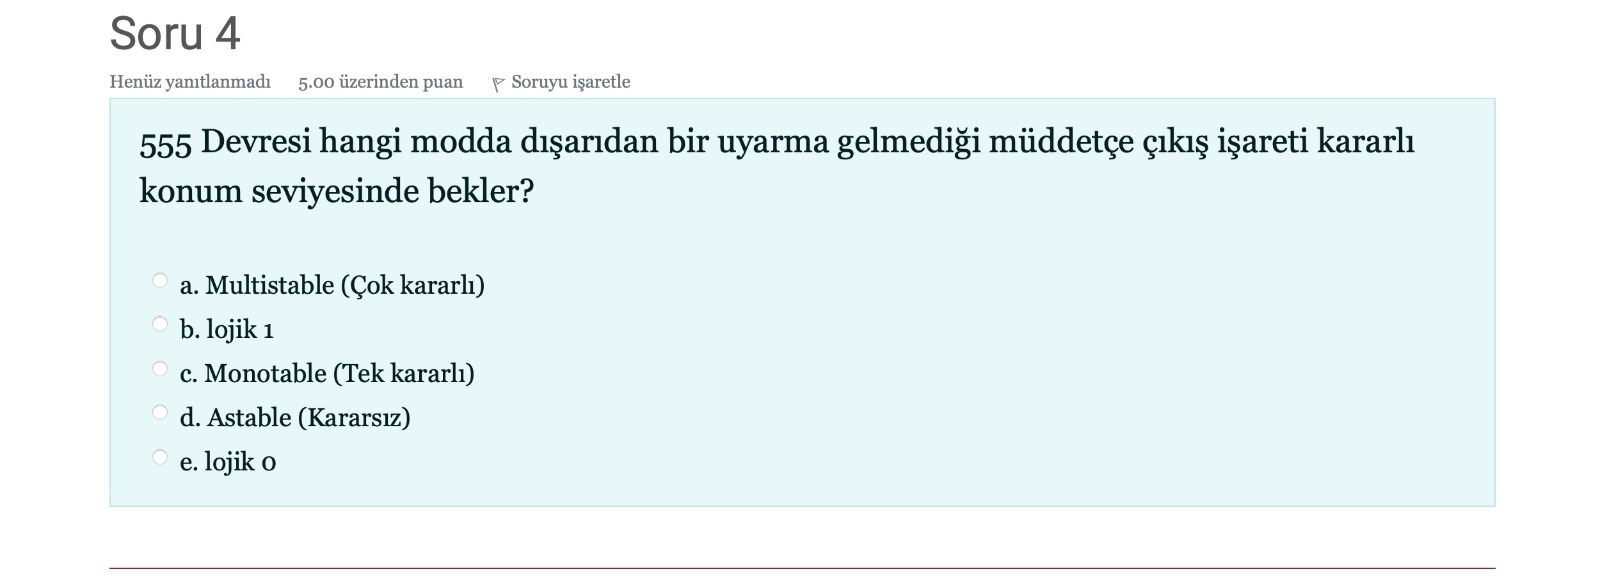 Soru 4
Henüz yanıtlanmadı 5.00 üzerinden puan Soruyu işaretle
555 Devresi hangi modda dışarıdan bir uyarma gelmediği müddetçe çıkış işareti kararlı
konum seviyesinde bekler?
a. Multistable (Çok kararlı)
b. lojik 1
c. Monotable (Tek kararlı)
d. Astable (Kararsız)
e. lojik 0